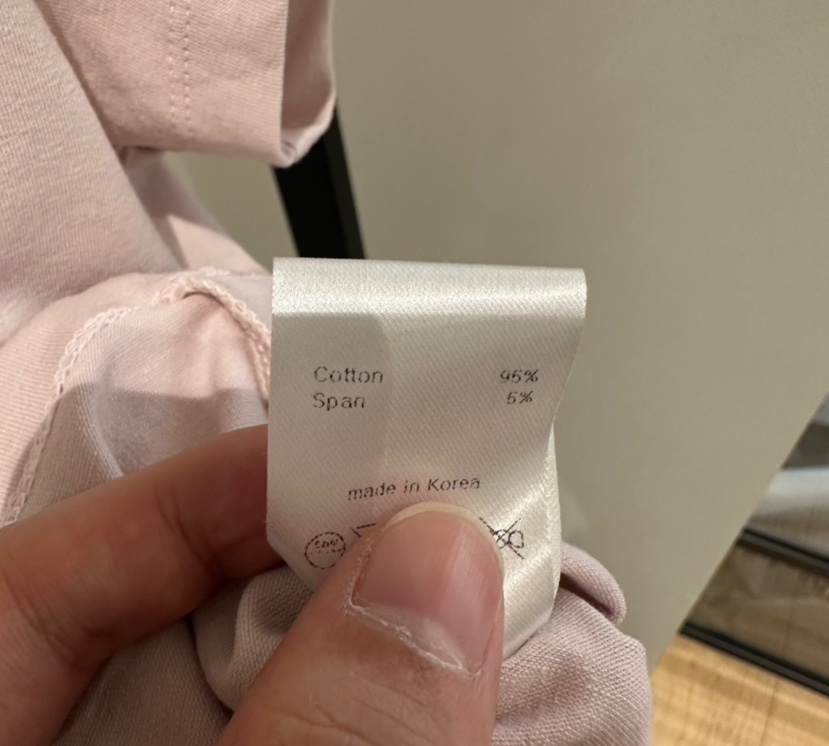 Cotton 95%
Span 5%
made in Korea